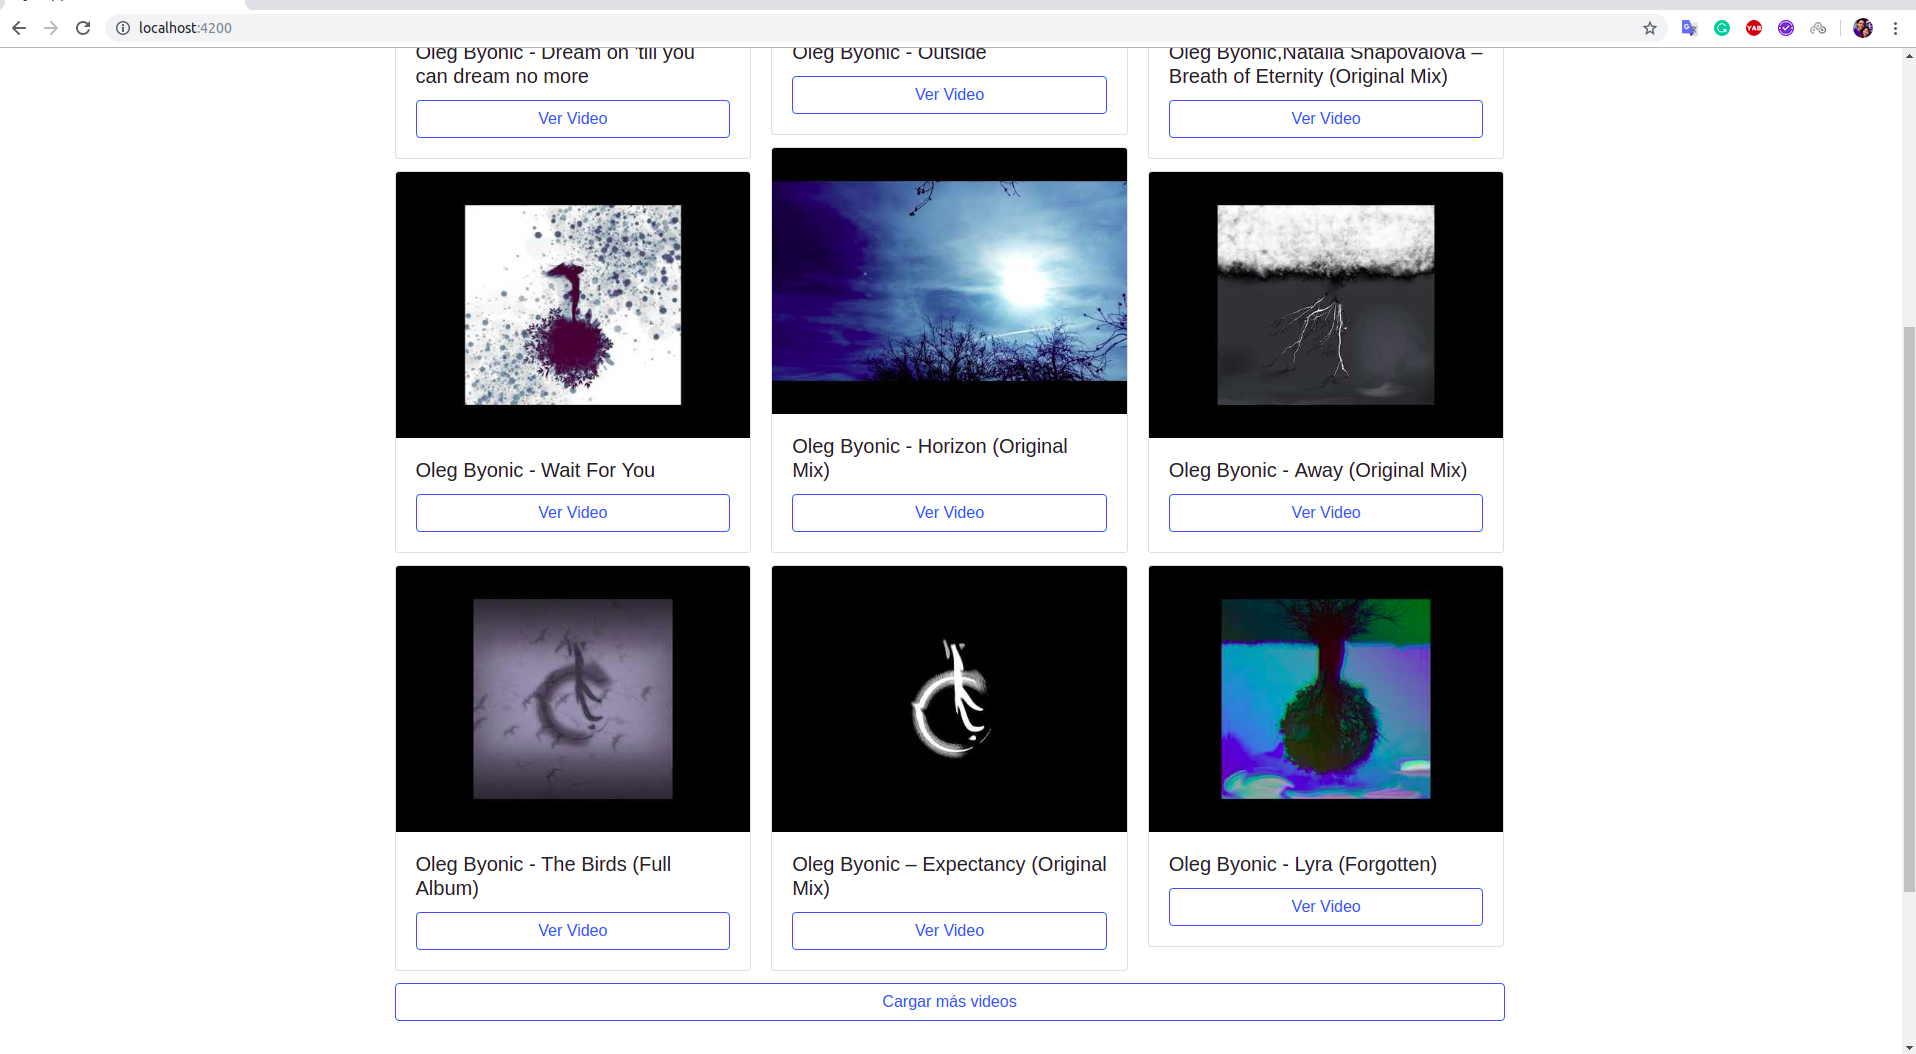 localhost:4200
YAB
Oleg Byonic - Dream on 'till you
can dream no more
Ver Video
Oleg Byonic - Outside
Ver Video
Oleg Byonic,Natalia Shapovalova –
Breath of Eternity (Original Mix)
Ver Video
Oleg Byonic - Wait For You
Ver Video
Oleg Byonic - Horizon (Original
Mix)
Ver Video
Oleg Byonic - Away (Original Mix)
Ver Video
Oleg Byonic - The Birds (Full
Album)
Ver Video
Oleg Byonic – Expectancy (Original
Mix)
Ver Video
Oleg Byonic - Lyra (Forgotten)
Ver Video
Cargar más videos